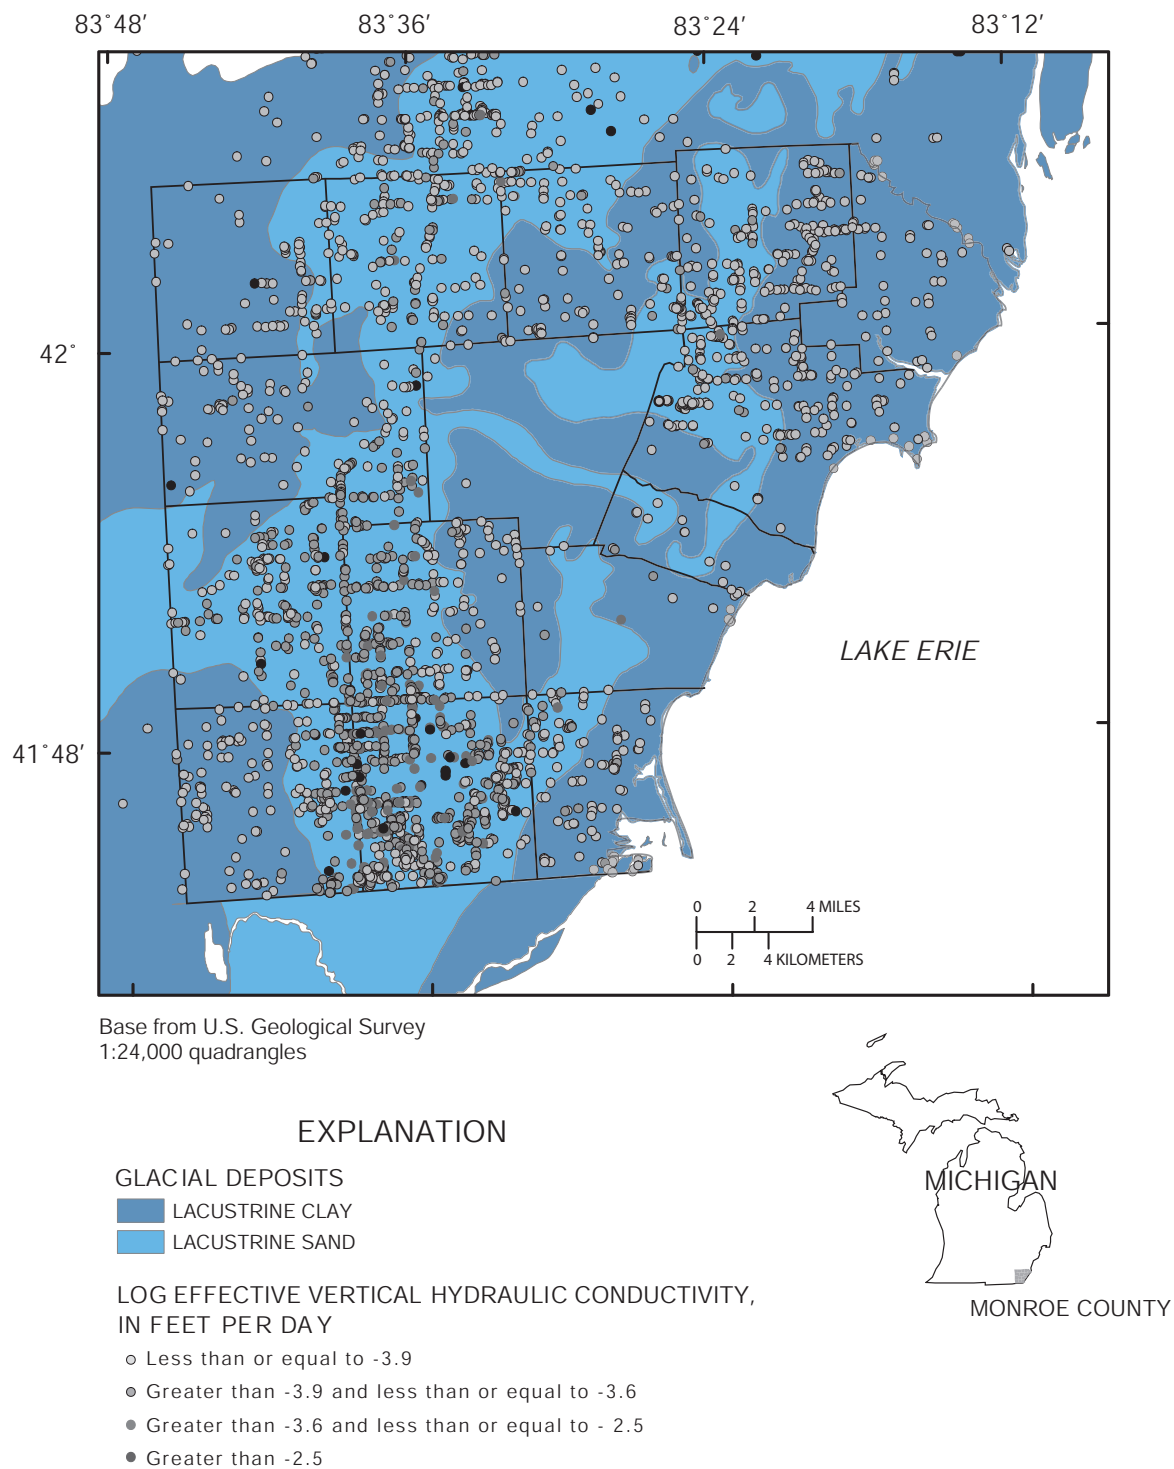 83˚48′
83˚36′
83˚24′
83˚12′
42˚
41˚48′
LAKE ERIE
0 2 4 MILES
0 2 4 KILOMETERS
Base from U.S. Geological Survey
1:24,000 quadrangles
EXPLANATION
GLACIAL DEPOSITS
LACUSTRINE CLAY
LACUSTRINE SAND
LOG EFFECTIVE VERTICAL HYDRAULIC CONDUCTIVITY,
IN FEET PER DAY
Less than or equal to -3.9
Greater than -3.9 and less than or equal to -3.6
Greater than -3.6 and less than or equal to - 2.5
Greater than -2.5
MICHIGAN
MONROE COUNTY